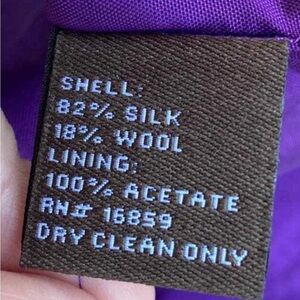 SHELL:
82% SILK
18% WOOL
LINING:
100% ACETATE
RN# 16859
DRY CLEAN ONLY